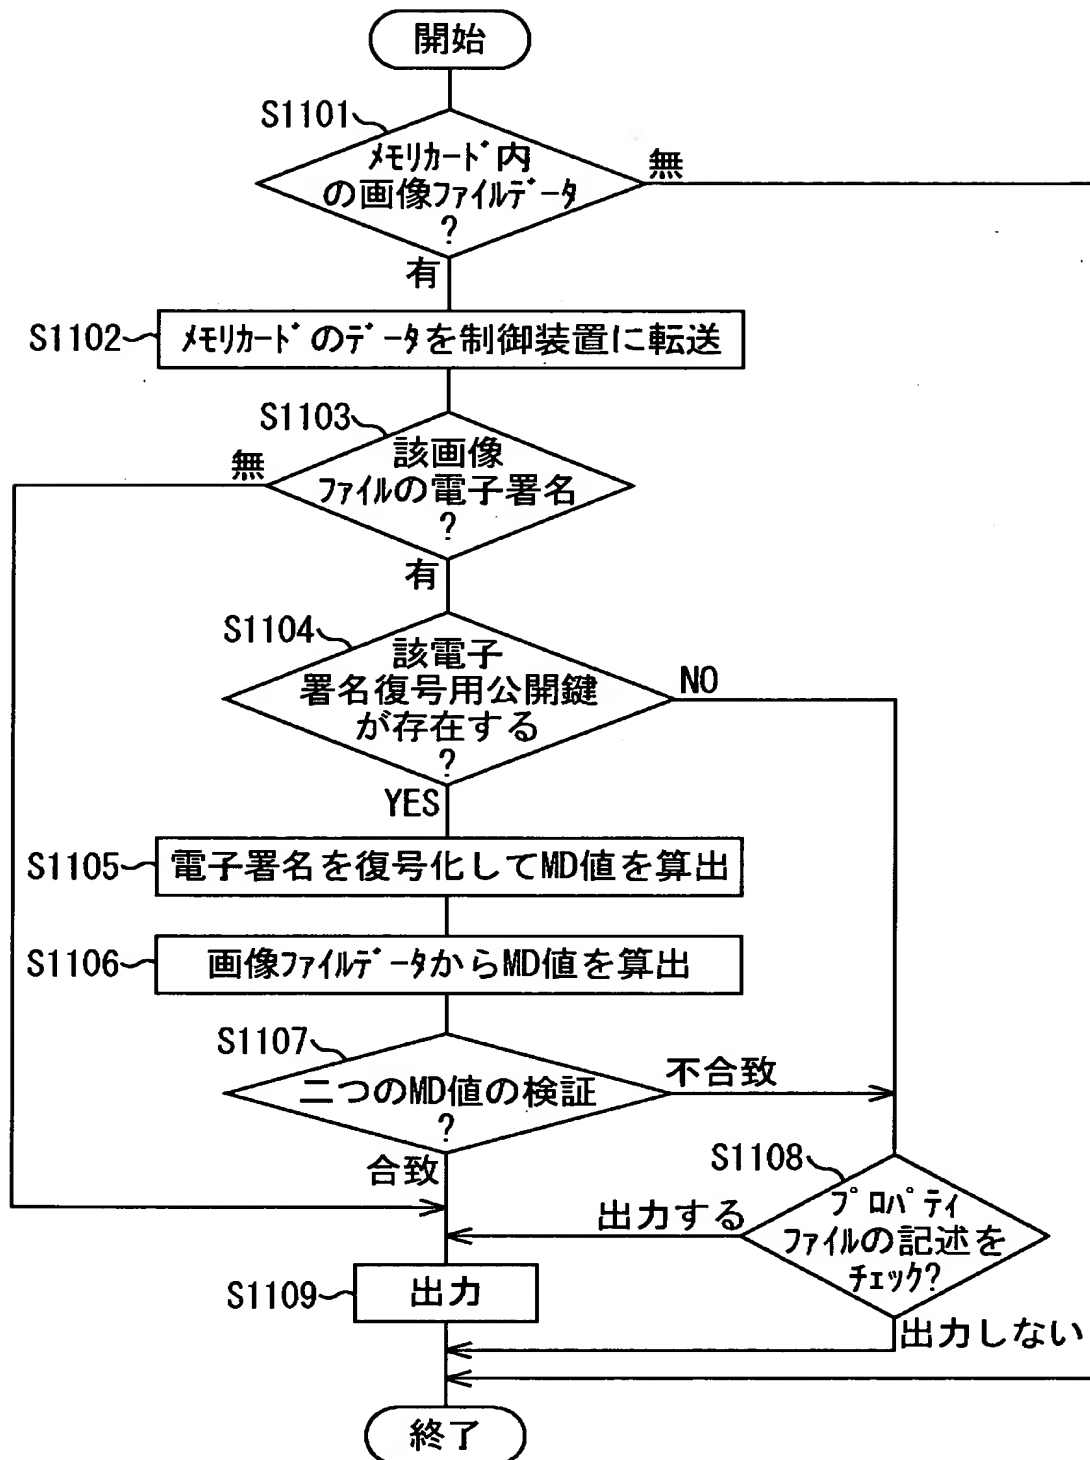 開始
S1101
メモリカード内
の画像ファイルデータ
?
無
有
S1102
メモリカードのデータを制御装置に転送
S1103
該画像
ファイルの電子署名
?
無
有
S1104
該電子
署名復号用公開鍵
が存在する
?
NO
YES
S1105
電子署名を復号化してMD値を算出
S1106
画像ファイルデータからMD値を算出
S1107
二つのMD値の検証
?
不合致
合致
S1108
プロパティ
ファイルの記述を
チェック?
出力する
S1109
出力
出力しない
終了